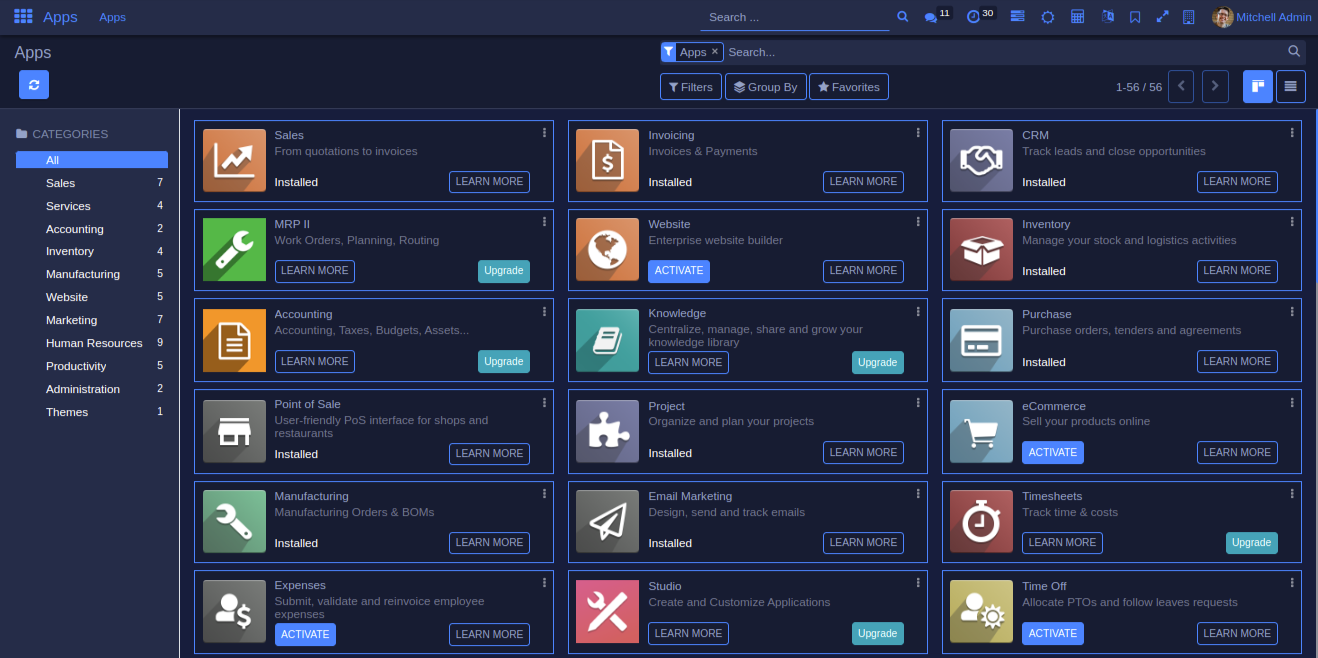 Apps Apps Search ... 11 30 Mitchell Admin
Apps
Apps × Search...
Filters Group By Favorites 1-56 / 56
CATEGORIES
All
Sales 7
Services 4
Accounting 2
Inventory 4
Manufacturing 5
Website 5
Marketing 7
Human Resources 9
Productivity 5
Administration 2
Themes 1
Sales
From quotations to invoices
Installed LEARN MORE
Invoicing
Invoices & Payments
Installed LEARN MORE
CRM
Track leads and close opportunities
Installed LEARN MORE
MRP II
Work Orders, Planning, Routing
LEARN MORE Upgrade
Website
Enterprise website builder
ACTIVATE LEARN MORE
Inventory
Manage your stock and logistics activities
Installed LEARN MORE
Accounting
Accounting, Taxes, Budgets, Assets...
LEARN MORE Upgrade
Knowledge
Centralize, manage, share and grow your
knowledge library
LEARN MORE Upgrade
Purchase
Purchase orders, tenders and agreements
Installed LEARN MORE
Point of Sale
User-friendly PoS interface for shops and
restaurants
Installed LEARN MORE
Project
Organize and plan your projects
Installed LEARN MORE
eCommerce
Sell your products online
ACTIVATE LEARN MORE
Manufacturing
Manufacturing Orders & BOMs
Installed LEARN MORE
Email Marketing
Design, send and track emails
Installed LEARN MORE
Timesheets
Track time & costs
LEARN MORE Upgrade
Expenses
Submit, validate and reinvoice employee
expenses
ACTIVATE LEARN MORE
Studio
Create and Customize Applications
LEARN MORE Upgrade
Time Off
Allocate PTOs and follow leaves requests
ACTIVATE LEARN MORE